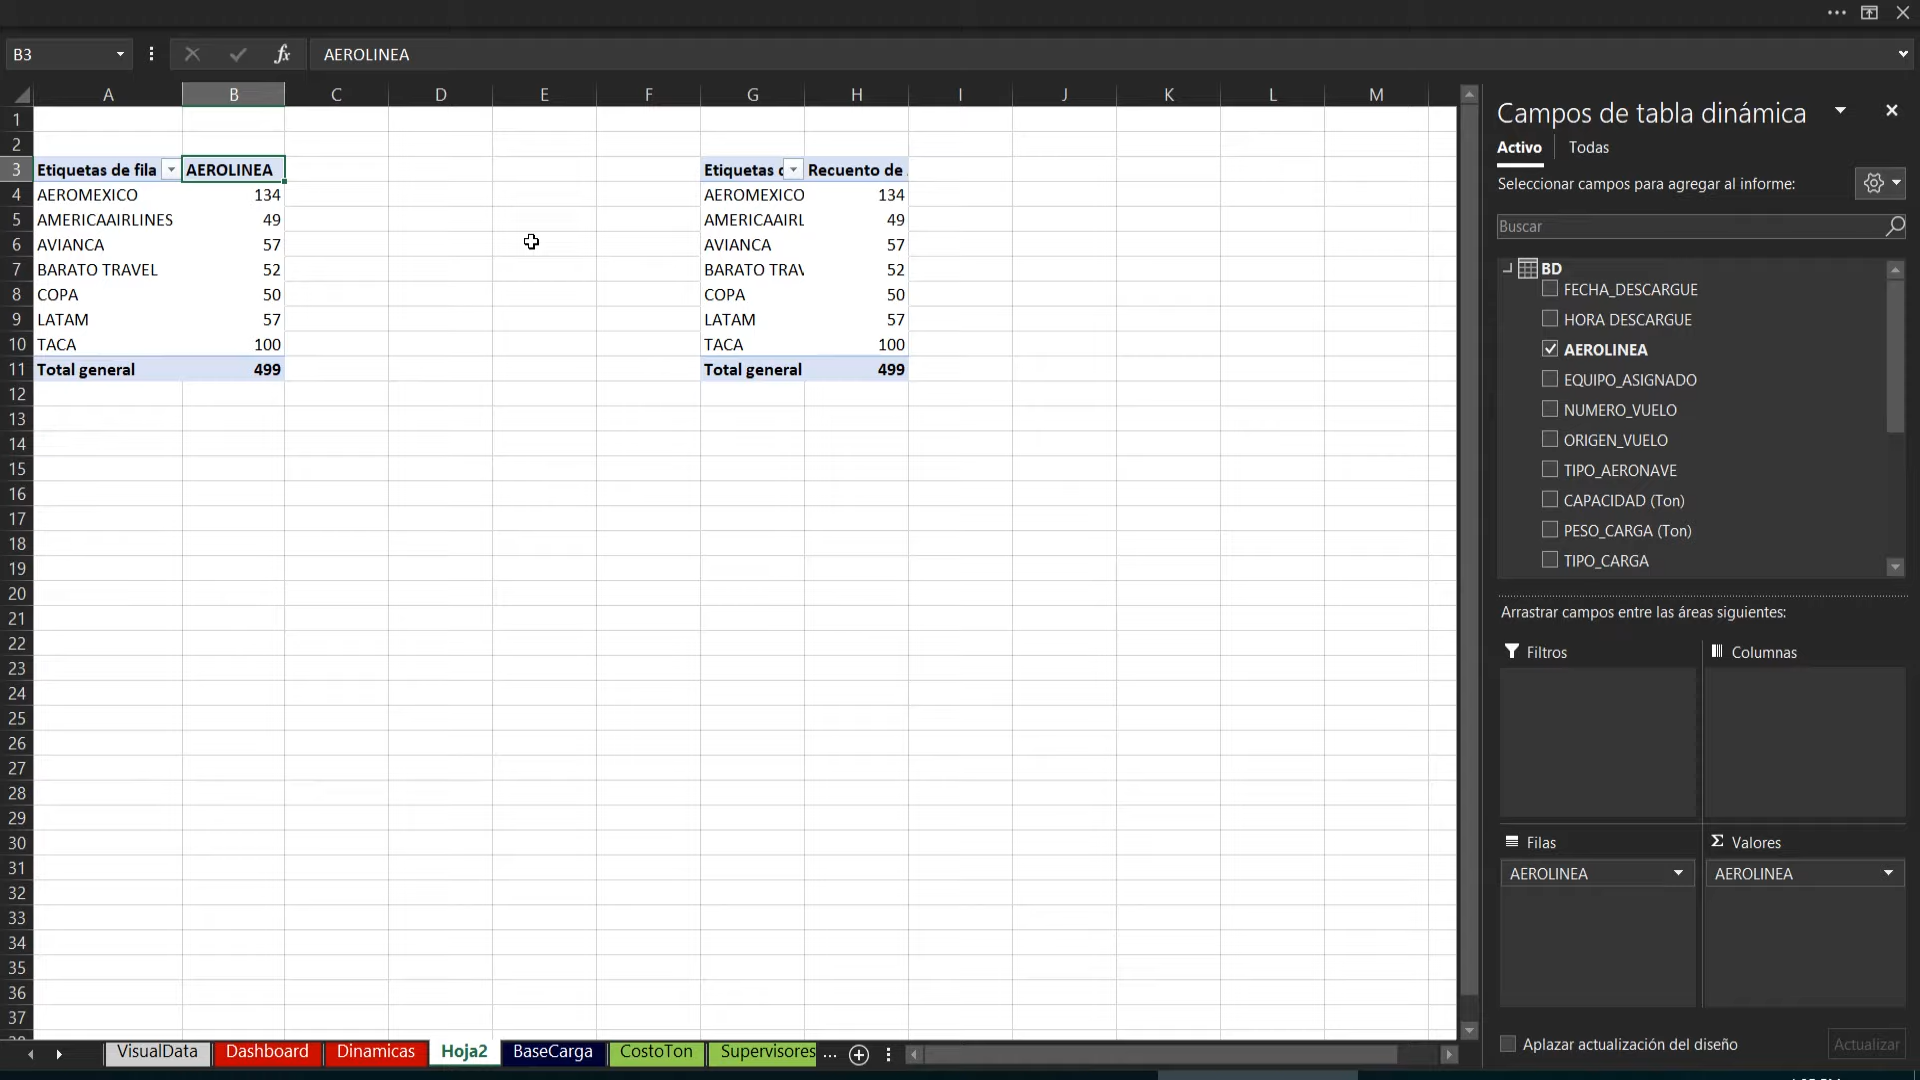 B3 fx AEROLINEA
A B C D E F G H I J K L M
1
2
3 Etiquetas de fila AEROLINEA Etiquetas Recuento de
4 AEROMEXICO 134 AEROMEXICO 134
5 AMERICAAIRLINES 49 AMERICAAIRL 49
6 AVIANCA 57 AVIANCA 57
7 BARATO TRAVEL 52 BARATO TRAV 52
8 COPA 50 COPA 50
9 LATAM 57 LATAM 57
10 TACA 100 TACA 100
11 Total general 499 Total general 499
12
13
14
15
16
17
18
19
20
21
22
23
24
25
26
27
28
29
30
31
32
33
34
35
36
37
VisualData Dashboard Dinamicas Hoja2 BaseCarga CostoTon Supervisores ...
Campos de tabla dinámica
Activo Todas
Seleccionar campos para agregar al informe:
Buscar
BD
FECHA_DESCARGUE
HORA DESCARGUE
AEROLINEA
EQUIPO_ASIGNADO
NUMERO_VUELO
ORIGEN_VUELO
TIPO_AERONAVE
CAPACIDAD (Ton)
PESO_CARGA (Ton)
TIPO_CARGA
Arrastrar campos entre las áreas siguientes:
Filtros Columnas
Filas Σ Valores
AEROLINEA AEROLINEA
Aplazar actualización del diseño Actualizar